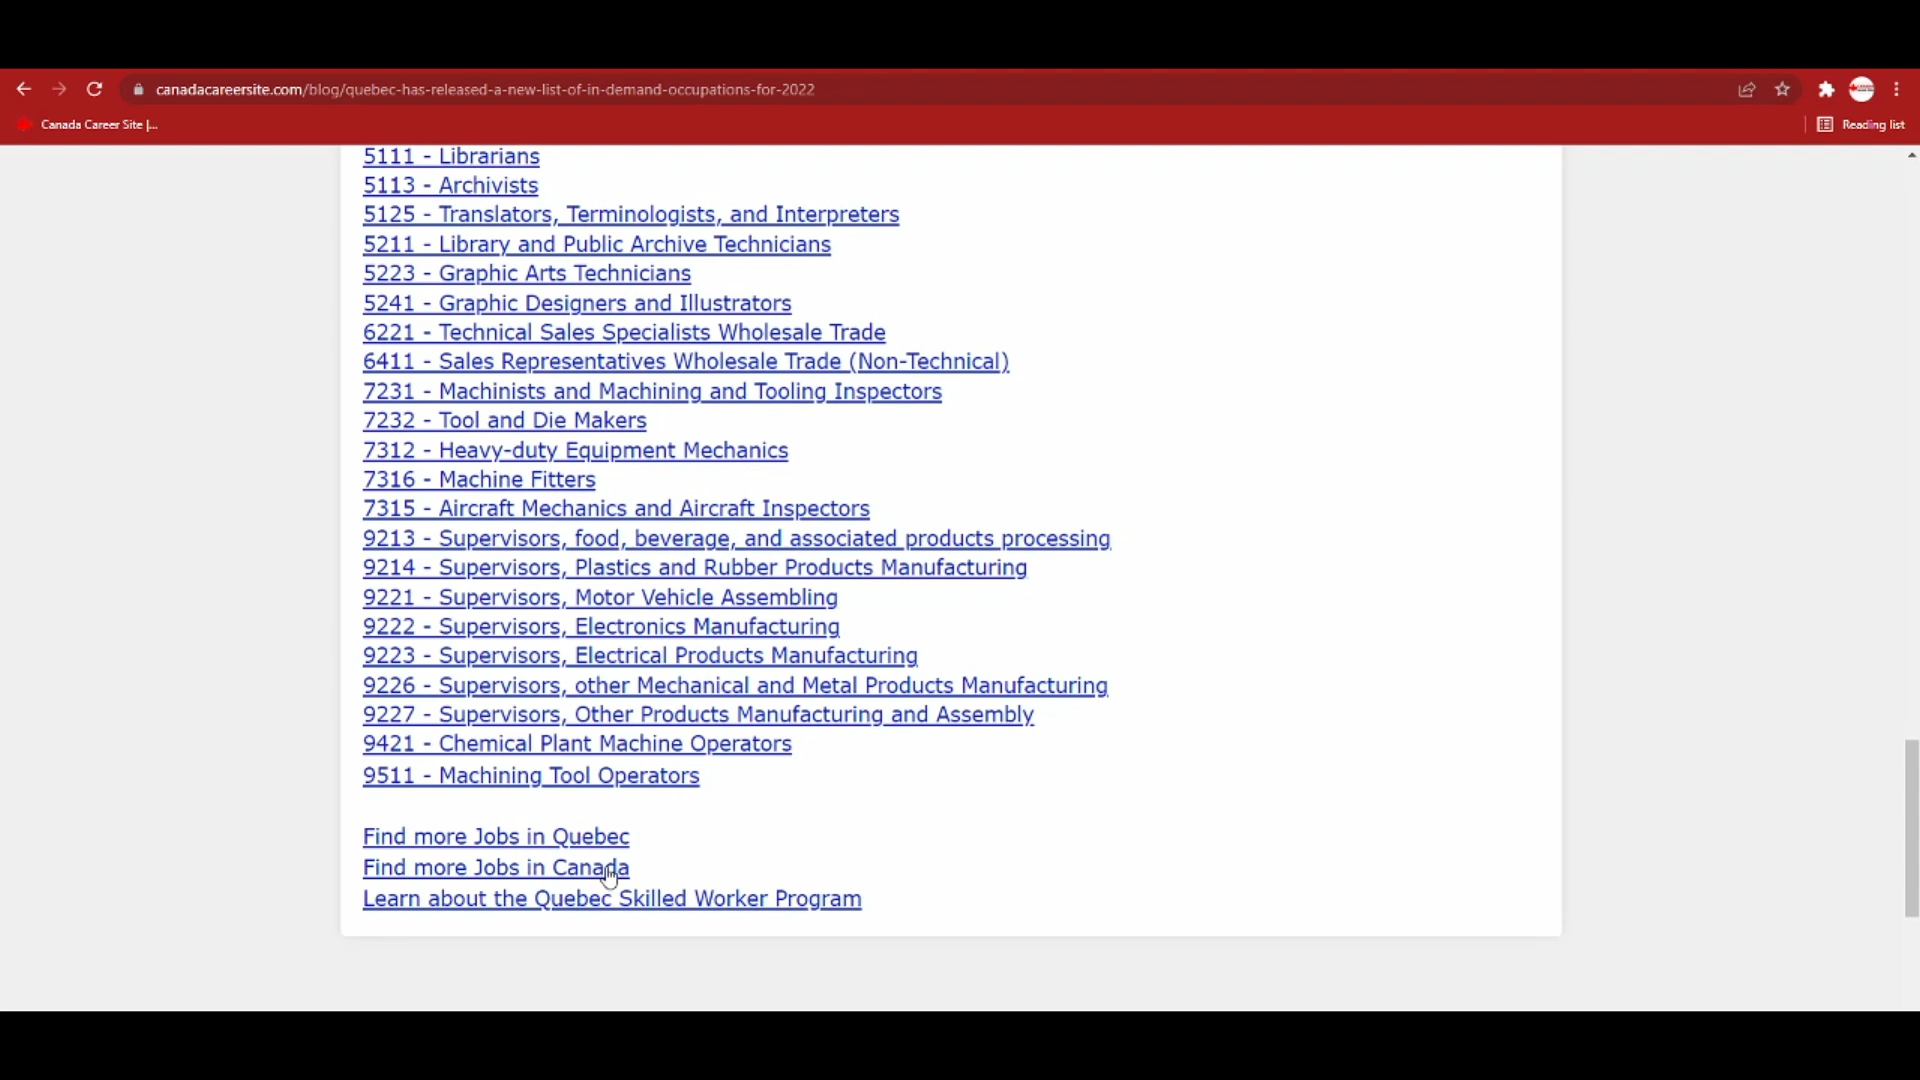 canadacareersite.com/blog/quebec-has-released-a-new-list-of-in-demand-occupations-for-2022
Canada Career Site |...
Reading list
5111 - Librarians
5113 - Archivists
5125 - Translators, Terminologists, and Interpreters
5211 - Library and Public Archive Technicians
5223 - Graphic Arts Technicians
5241 - Graphic Designers and Illustrators
6221 - Technical Sales Specialists Wholesale Trade
6411 - Sales Representatives Wholesale Trade (Non-Technical)
7231 - Machinists and Machining and Tooling Inspectors
7232 - Tool and Die Makers
7312 - Heavy-duty Equipment Mechanics
7316 - Machine Fitters
7315 - Aircraft Mechanics and Aircraft Inspectors
9213 - Supervisors, food, beverage, and associated products processing
9214 - Supervisors, Plastics and Rubber Products Manufacturing
9221 - Supervisors, Motor Vehicle Assembling
9222 - Supervisors, Electronics Manufacturing
9223 - Supervisors, Electrical Products Manufacturing
9226 - Supervisors, other Mechanical and Metal Products Manufacturing
9227 - Supervisors, Other Products Manufacturing and Assembly
9421 - Chemical Plant Machine Operators
9511 - Machining Tool Operators
Find more Jobs in Quebec
Find more Jobs in Canada
Learn about the Quebec Skilled Worker Program